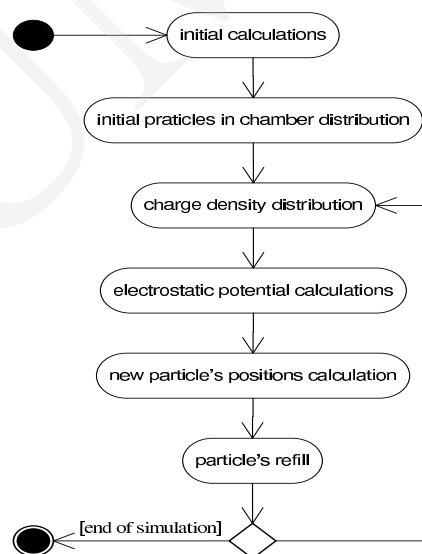 initial calculations
initial praticles in chamber distribution
charge density distribution
electrostatic potential calculations
new particle's positions calculation
particle's refill
[end of simulation]